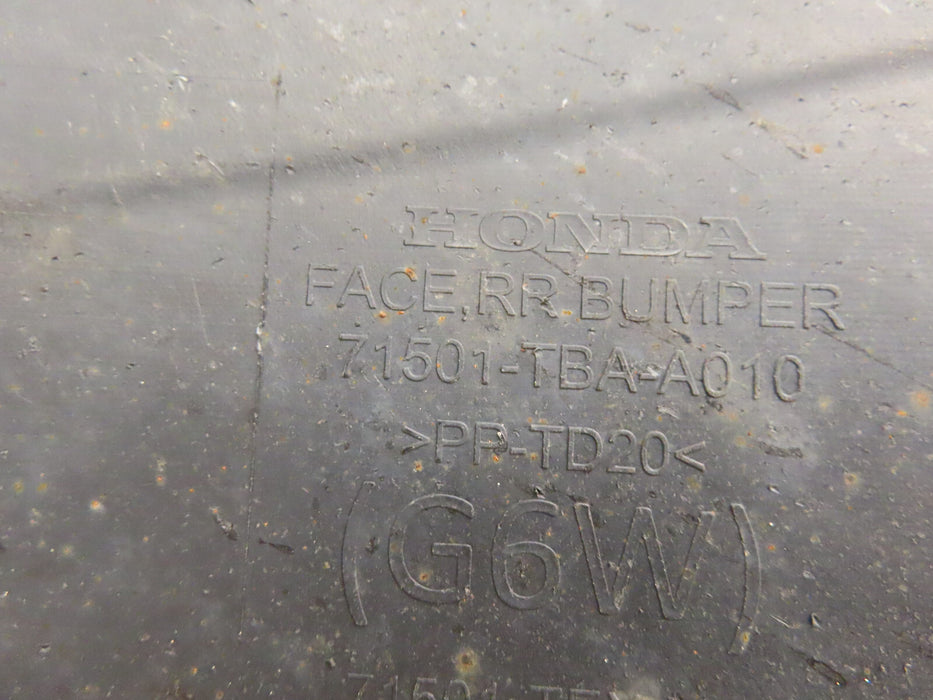 HONDA
FACE,RR.BUMPER
71501-TBA-A010
>PP-TD20<
(G6W)